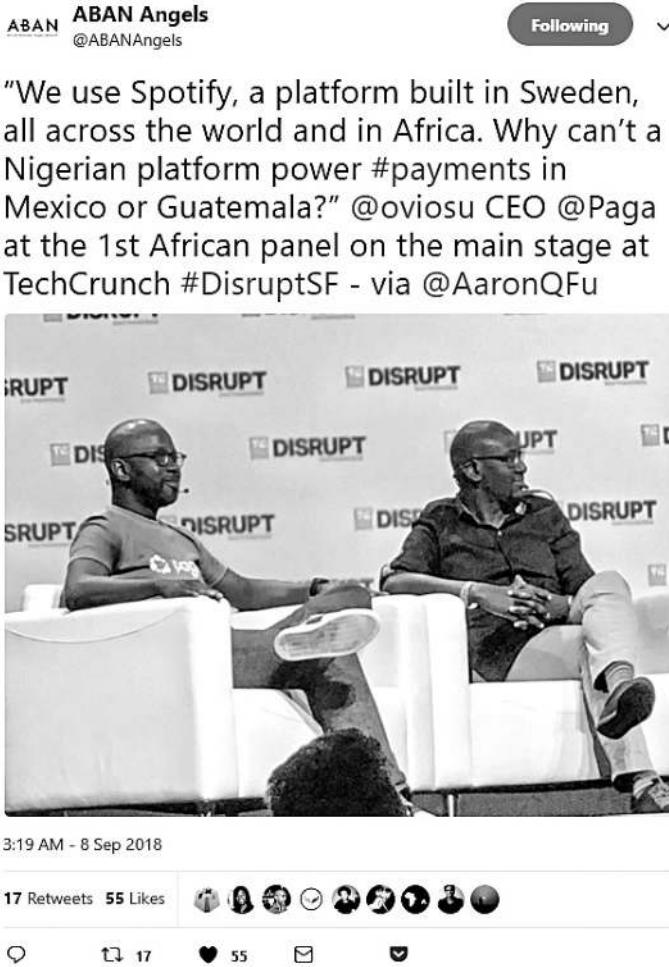 ABAN
ABAN Angels
@ABANAngels
Following
"We use Spotify, a platform built in Sweden,
all across the world and in Africa. Why can't a
Nigerian platform power #payments in
Mexico or Guatemala?" @oviosu CEO @Paga
at the 1st African panel on the main stage at
TechCrunch #DisruptSF - via @AaronQFu
RUPT
DISRUPT
DISRUPT
DISRUPT
DIS
DISRUPT
UPT
SRUPT
DISRUPT
DIS
DISRUPT
3:19 AM - 8 Sep 2018
17 Retweets 55 Likes
17 55